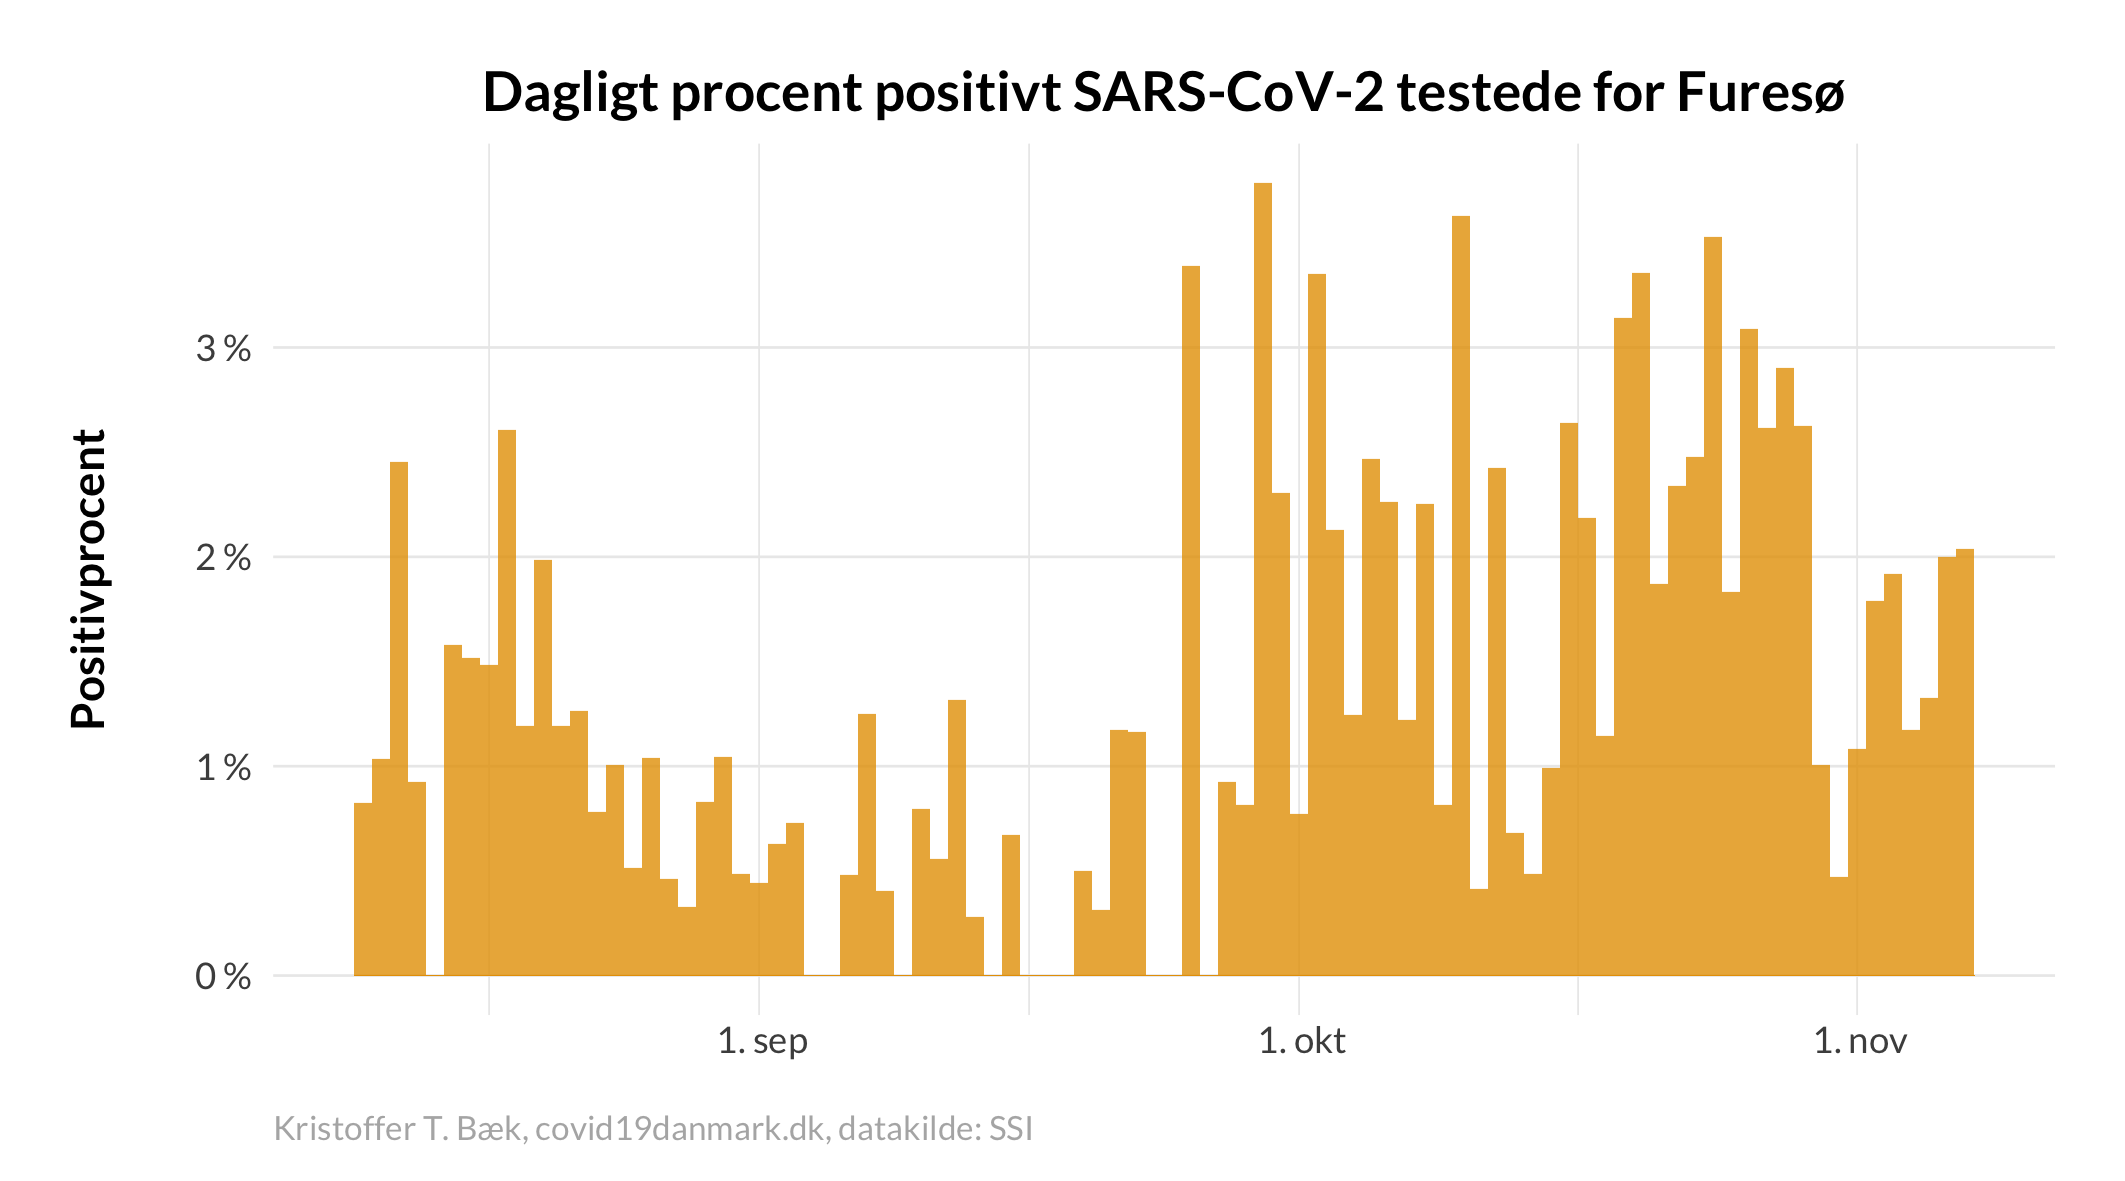 Dagligt procent positivt SARS-CoV-2 testede for Furesø
Positivprocent
3 %
2 %
1 %
0 %
1. sep
1. okt
1. nov
Kristoffer T. Bæk, covid19danmark.dk, datakilde: SSI